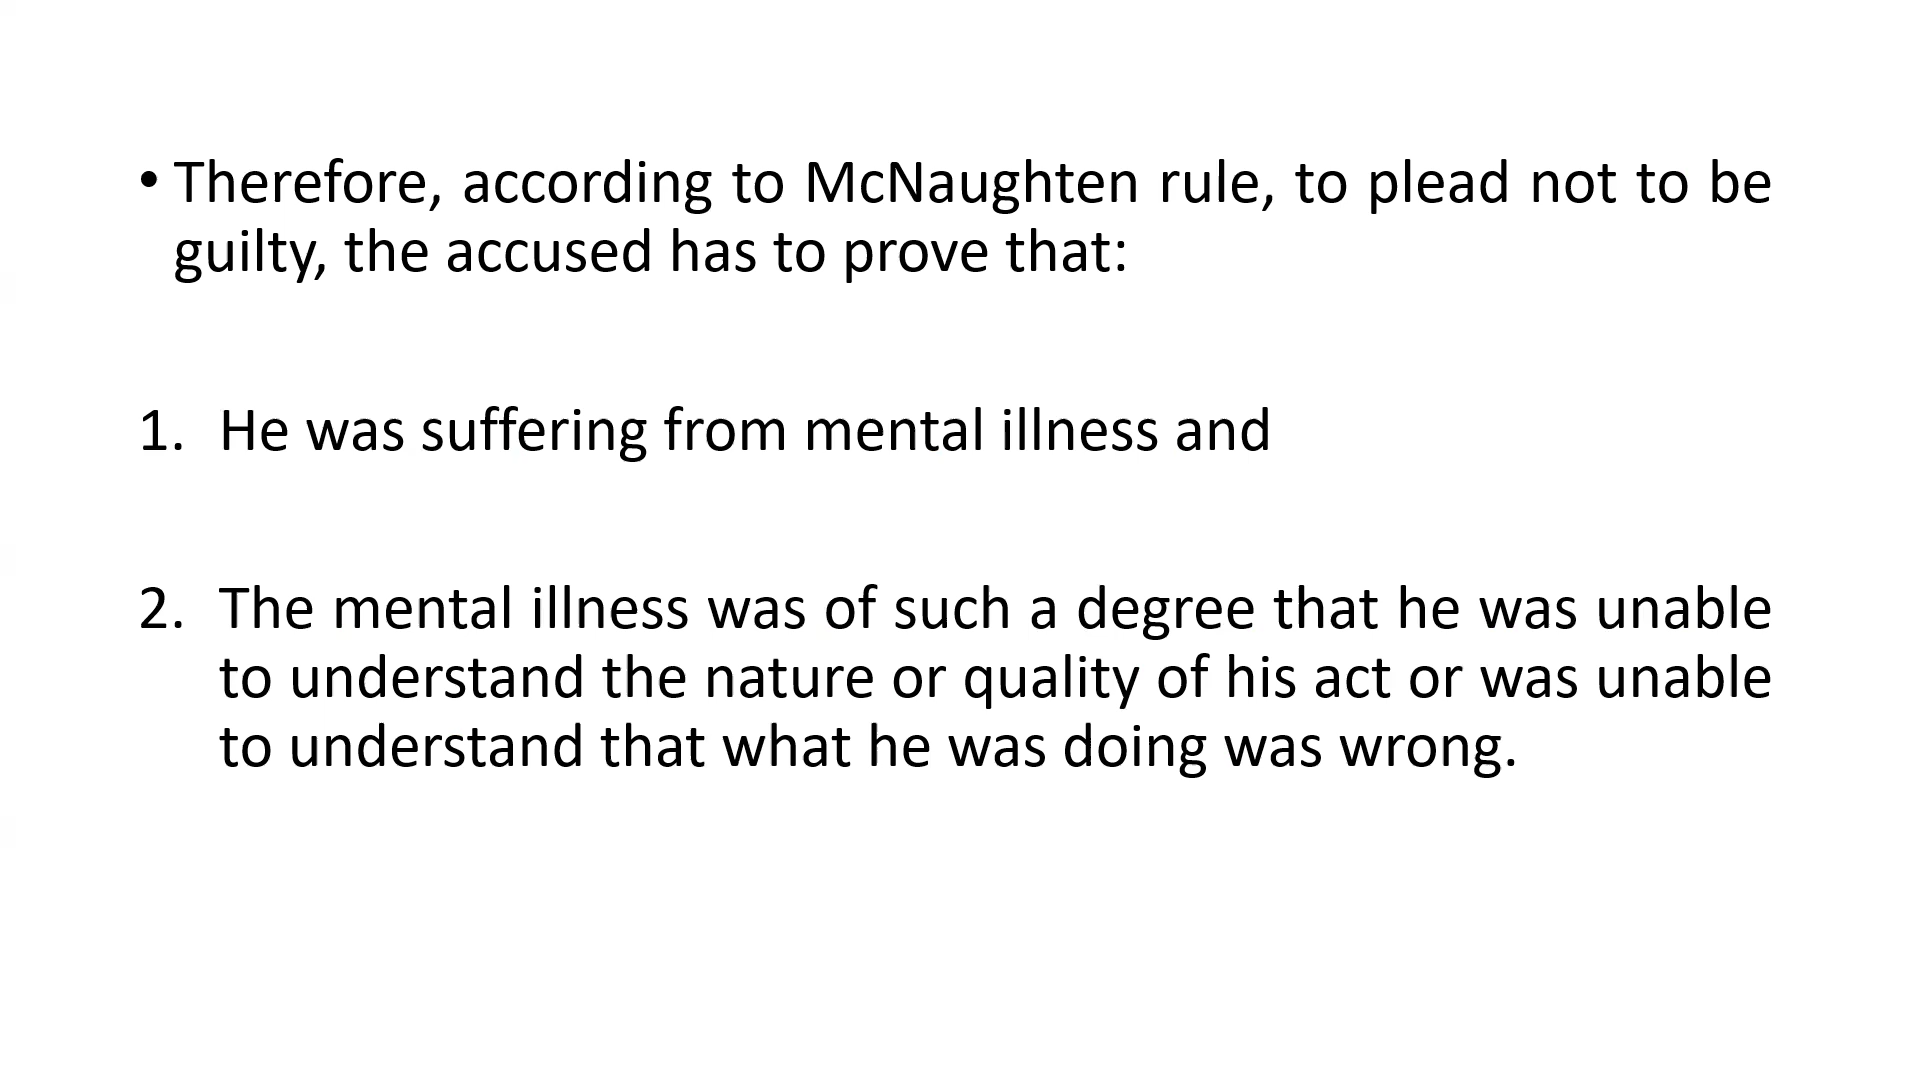 • Therefore, according to McNaughten rule, to plead not to be
guilty, the accused has to prove that:
1. He was suffering from mental illness and
2. The mental illness was of such a degree that he was unable
to understand the nature or quality of his act or was unable
to understand that what he was doing was wrong.